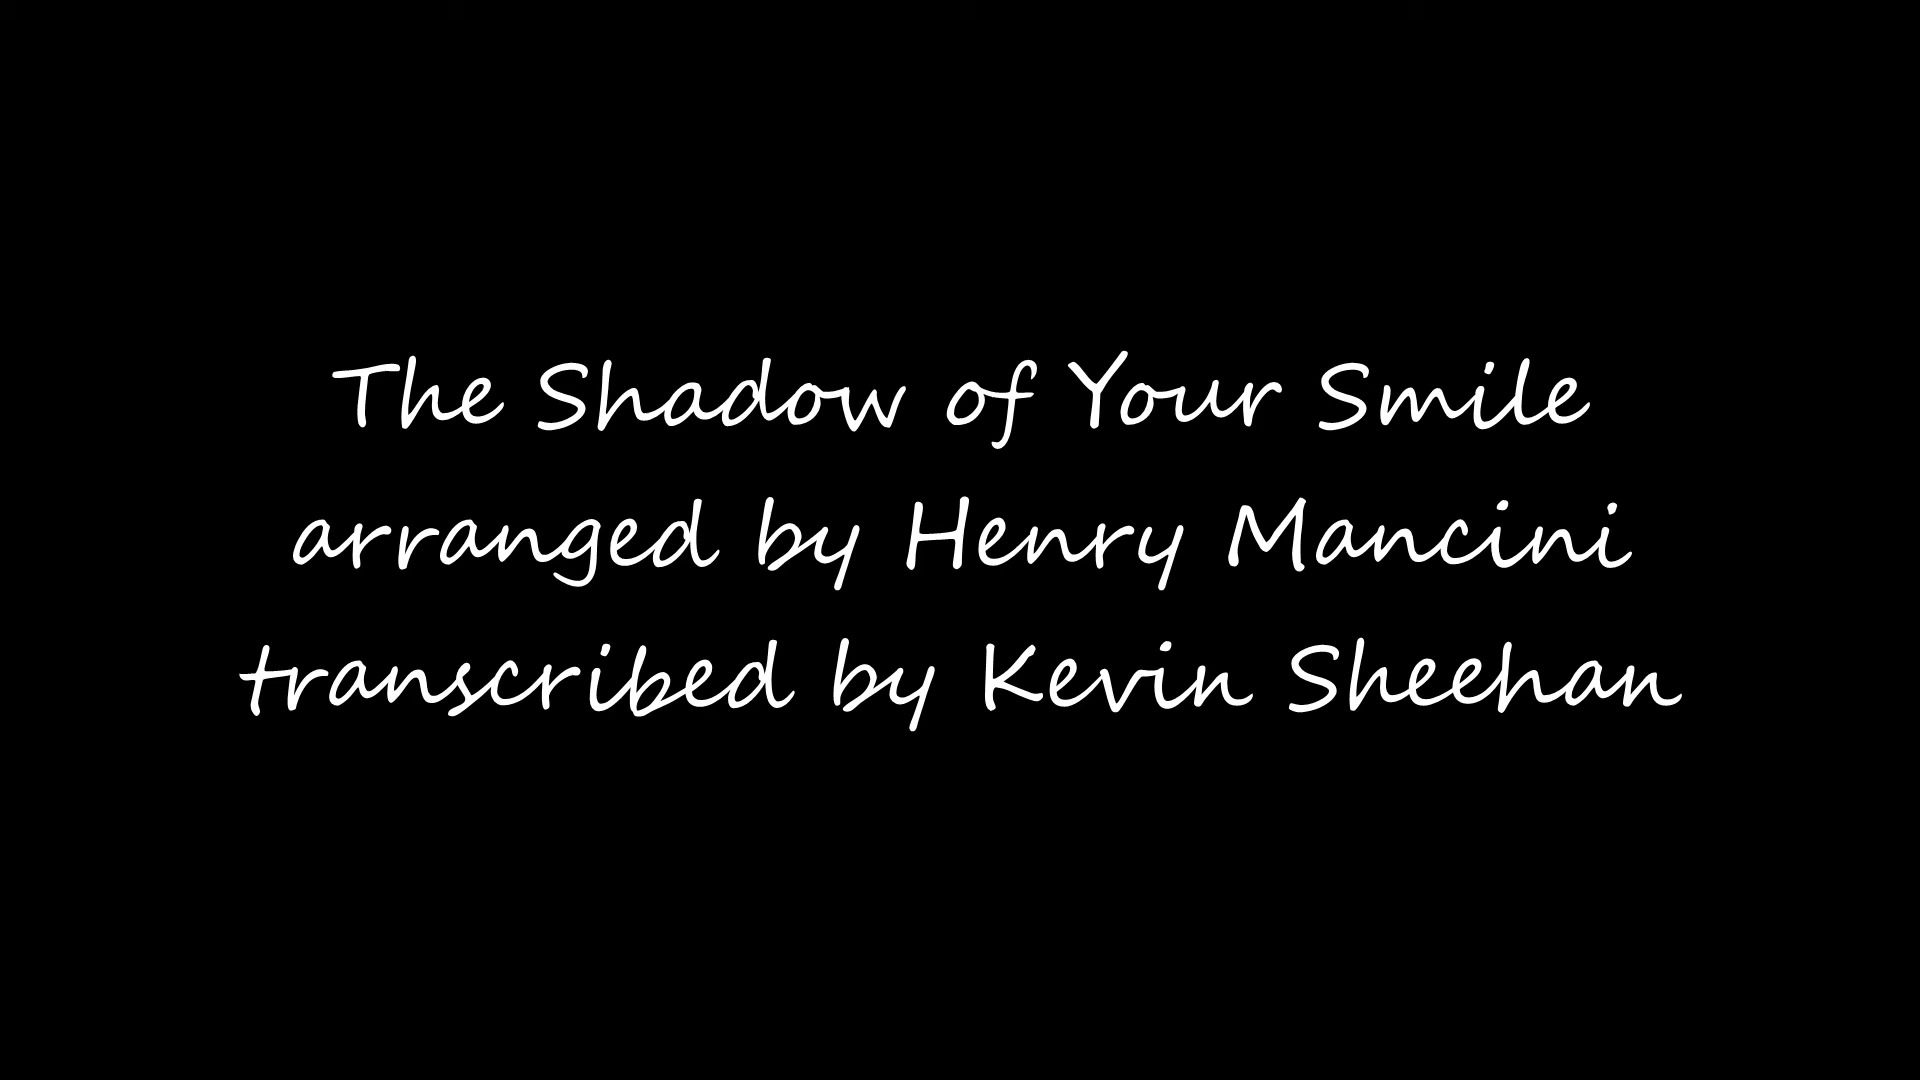 The Shadow of Your Smile
arranged by Henry Mancini
transcribed by Kevin Sheehan